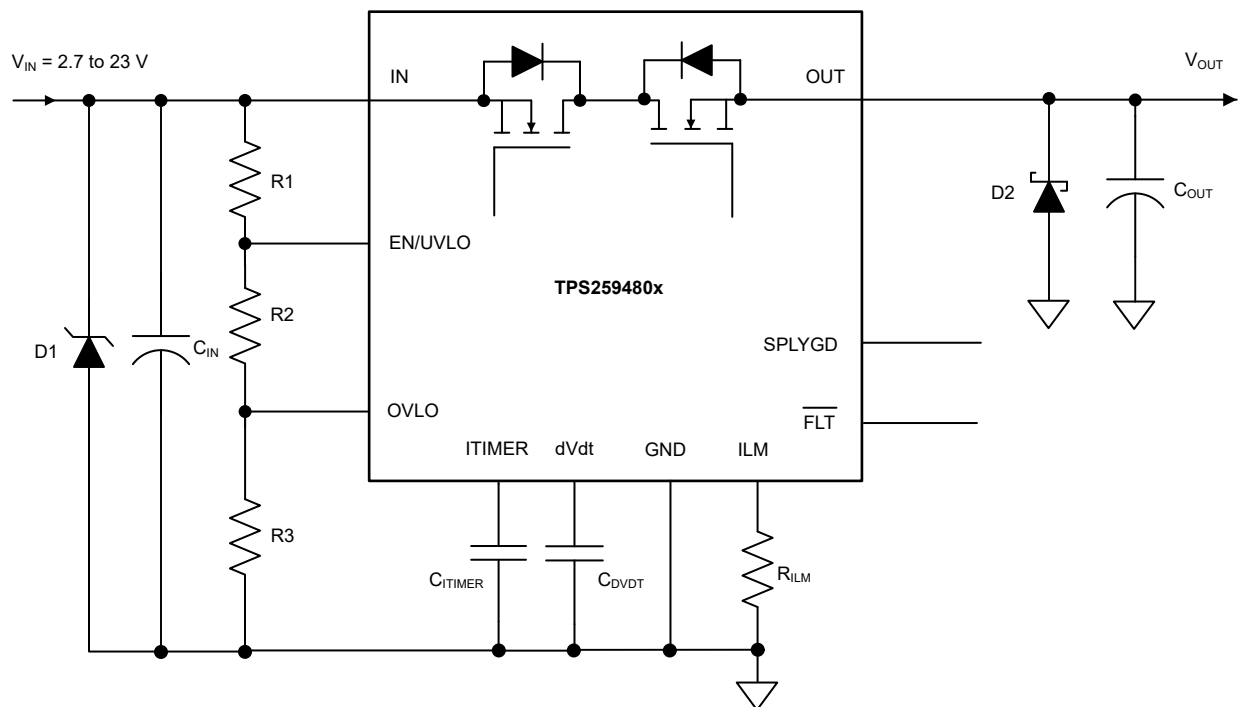 V_IN = 2.7 to 23 V
IN
OUT
V_OUT
R1
EN/UVLO
D2
C_OUT
TPS259480x
R2
D1
C_IN
SPLYGD
OVLO
FLT
ITIMER
dVdt
GND
ILM
R3
C_ITIMER
C_DVDT
R_ILM